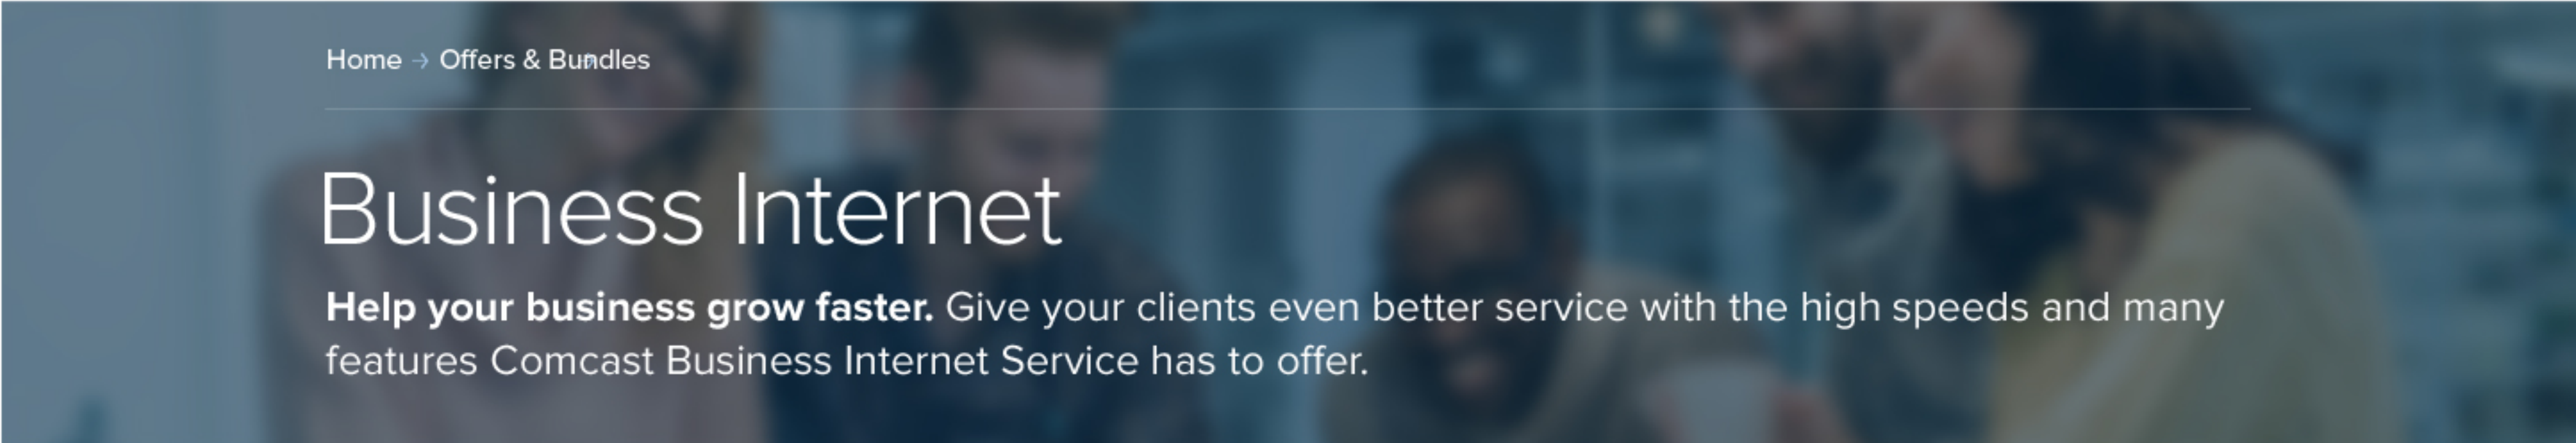 Home → Offers & Bundles
Business Internet
Help your business grow faster. Give your clients even better service with the high speeds and many
features Comcast Business Internet Service has to offer.